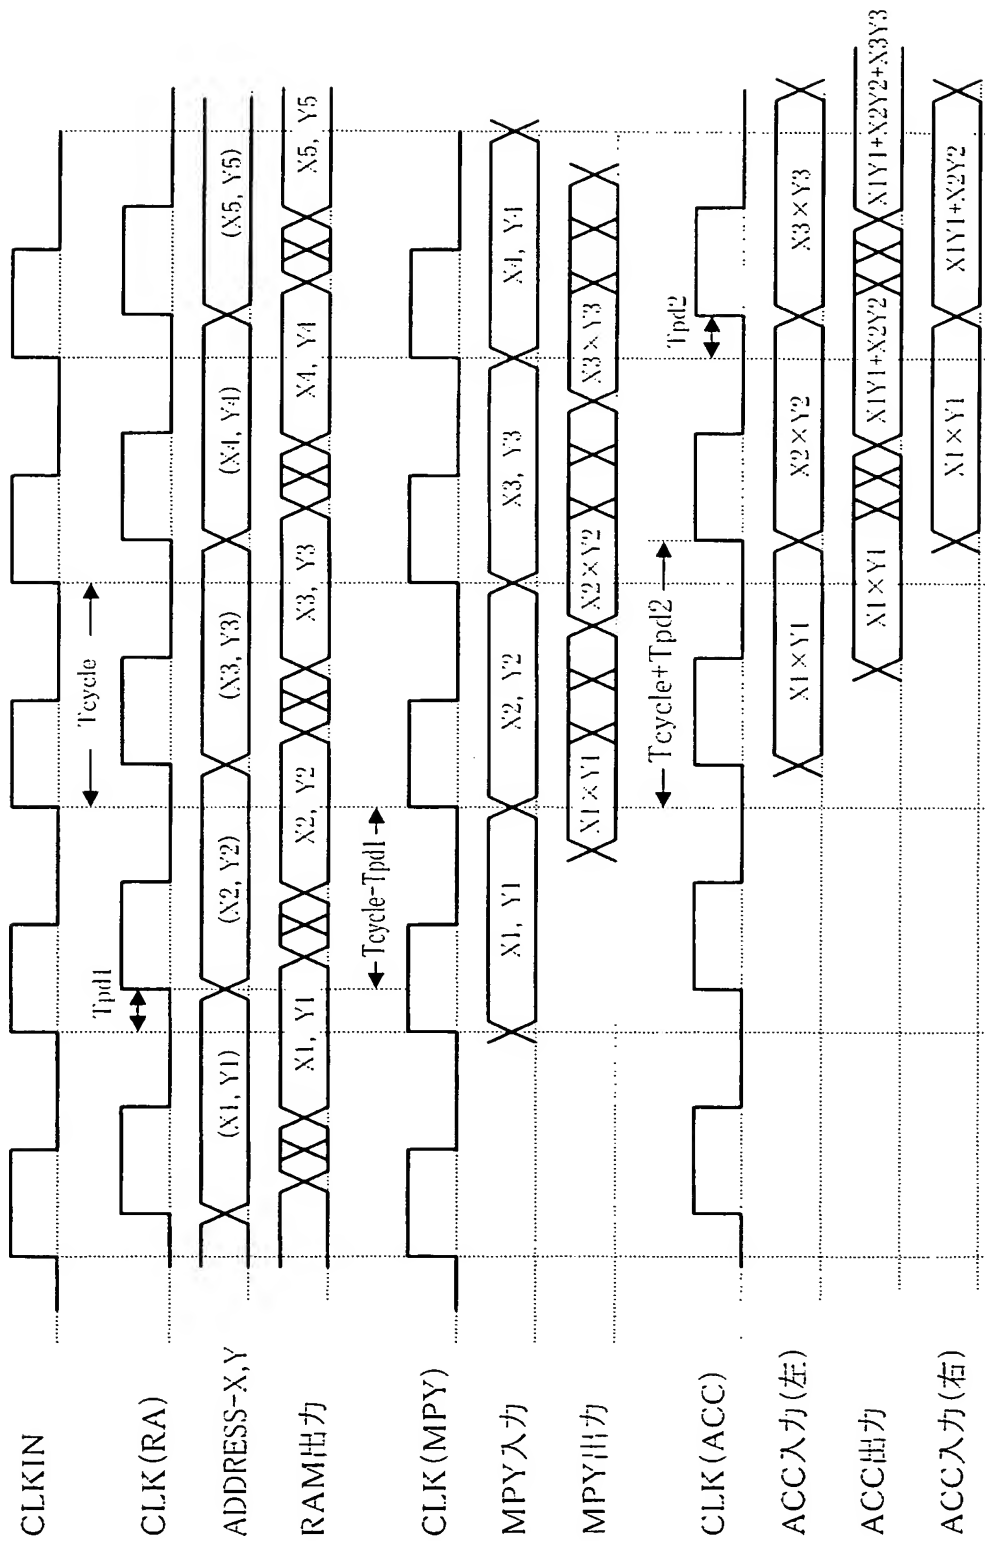 CLKIN
Tcycle
CLK(RA)
Tpd1
ADDRESS-X,Y
(X1, Y1)
(X2, Y2)
(X3, Y3)
(X4, Y4)
(X5, Y5)
RAM出力
X1, Y1
X2, Y2
X3, Y3
X4, Y4
X5, Y5
Tcycle-Tpd1
CLK(MPY)
MPY入力
X1, Y1
X2, Y2
X3, Y3
X4, Y4
MPY出力
X1×Y1
X2×Y2
X3×Y3
Tcycle+Tpd2
Tpd2
CLK(ACC)
ACC入力(左)
X1×Y1
X2×Y2
X3×Y3
ACC出力
X1×Y1
X1Y1+X2Y2
X1Y1+X2Y2+X3Y3
ACC入力(右)
X1×Y1
X1Y1+X2Y2